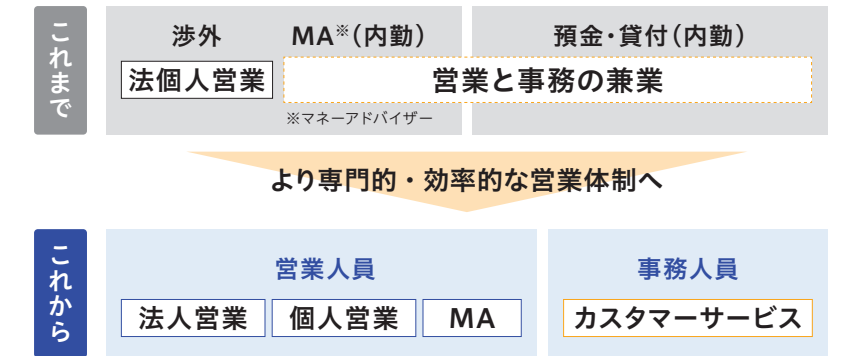 これまで
渉外
MA※(内勤)
預金・貸付(内勤)
法個人営業
営業と事務の兼業
※マネーアドバイザー
より専門的・効率的な営業体制へ
これから
営業人員
事務人員
法人営業
個人営業
MA
カスタマーサービス